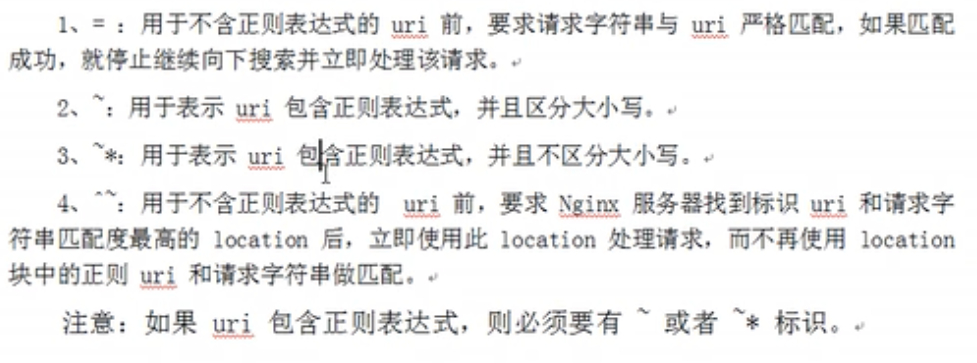 1、= ：用于不含正则表达式的 uri 前，要求请求字符串与 uri 严格匹配，如果匹配
成功，就停止继续向下搜索并立即处理该请求。
2、~：用于表示 uri 包含正则表达式，并且区分大小写。
3、~*：用于表示 uri 包含正则表达式，并且不区分大小写。
4、^~：用于不含正则表达式的 uri 前，要求 Nginx 服务器找到标识 uri 和请求字
符串匹配度最高的 location 后，立即使用此 location 处理请求，而不再使用 location
块中的正则 uri 和请求字符串做匹配。
注意：如果 uri 包含正则表达式，则必须要有 ~ 或者 ~* 标识。